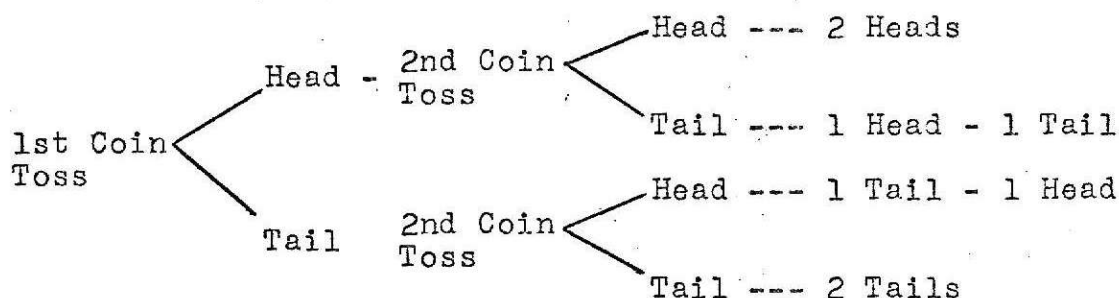 Head --- 2 Heads
Head - 2nd Coin
Toss
Tail --- 1 Head - 1 Tail
1st Coin
Toss
Head --- 1 Tail - 1 Head
Tail 2nd Coin
Toss
Tail --- 2 Tails